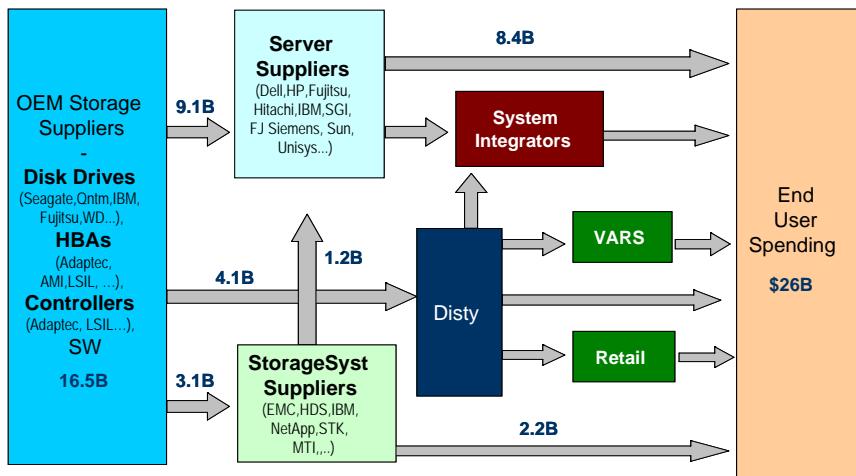 OEM Storage
Suppliers
-
Disk Drives
(Seagate,Qntm,IBM,
Fujitsu,WD...),
HBAs
(Adaptec,
AMI,LSIL, ...),
Controllers
(Adaptec, LSIL...),
SW
16.5B
9.1B
4.1B
3.1B
Server
Suppliers
(Dell,HP,Fujitsu,
Hitachi,IBM,SGI,
FJ Siemens, Sun,
Unisys...)
1.2B
StorageSyst
Suppliers
(EMC,HDS,IBM,
NetApp,STK,
MTI,,..)
8.4B
System
Integrators
Disty
VARS
Retail
2.2B
End
User
Spending
$26B